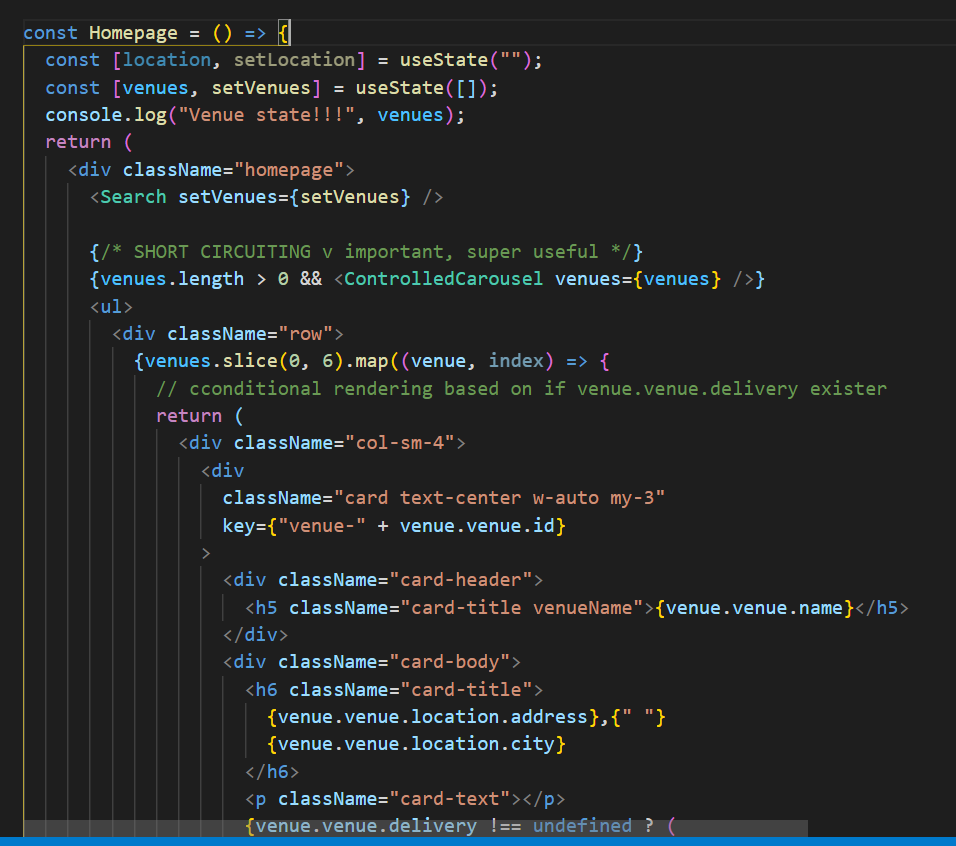 const Homepage = () => {
const [location, setLocation] = useState("");
const [venues, setVenues] = useState([]);
console.log("Venue state!!!", venues);
return (
<div className="homepage">
<Search setVenues={setVenues} />
{/* SHORT CIRCUITING v important, super useful */}
{venues.length > 0 && <ControlledCarousel venues={venues} />}
<ul>
<div className="row">
{venues.slice(0, 6).map((venue, index) => {
// cconditional rendering based on if venue.venue.delivery exister
return (
<div className="col-sm-4">
<div
className="card text-center w-auto my-3"
key={"venue-" + venue.venue.id}
>
<div className="card-header">
<h5 className="card-title venueName">{venue.venue.name}</h5>
</div>
<div className="card-body">
<h6 className="card-title">
{venue.venue.location.address},{" "}
{venue.venue.location.city}
</h6>
<p className="card-text"></p>
{venue.venue.delivery !== undefined ? (